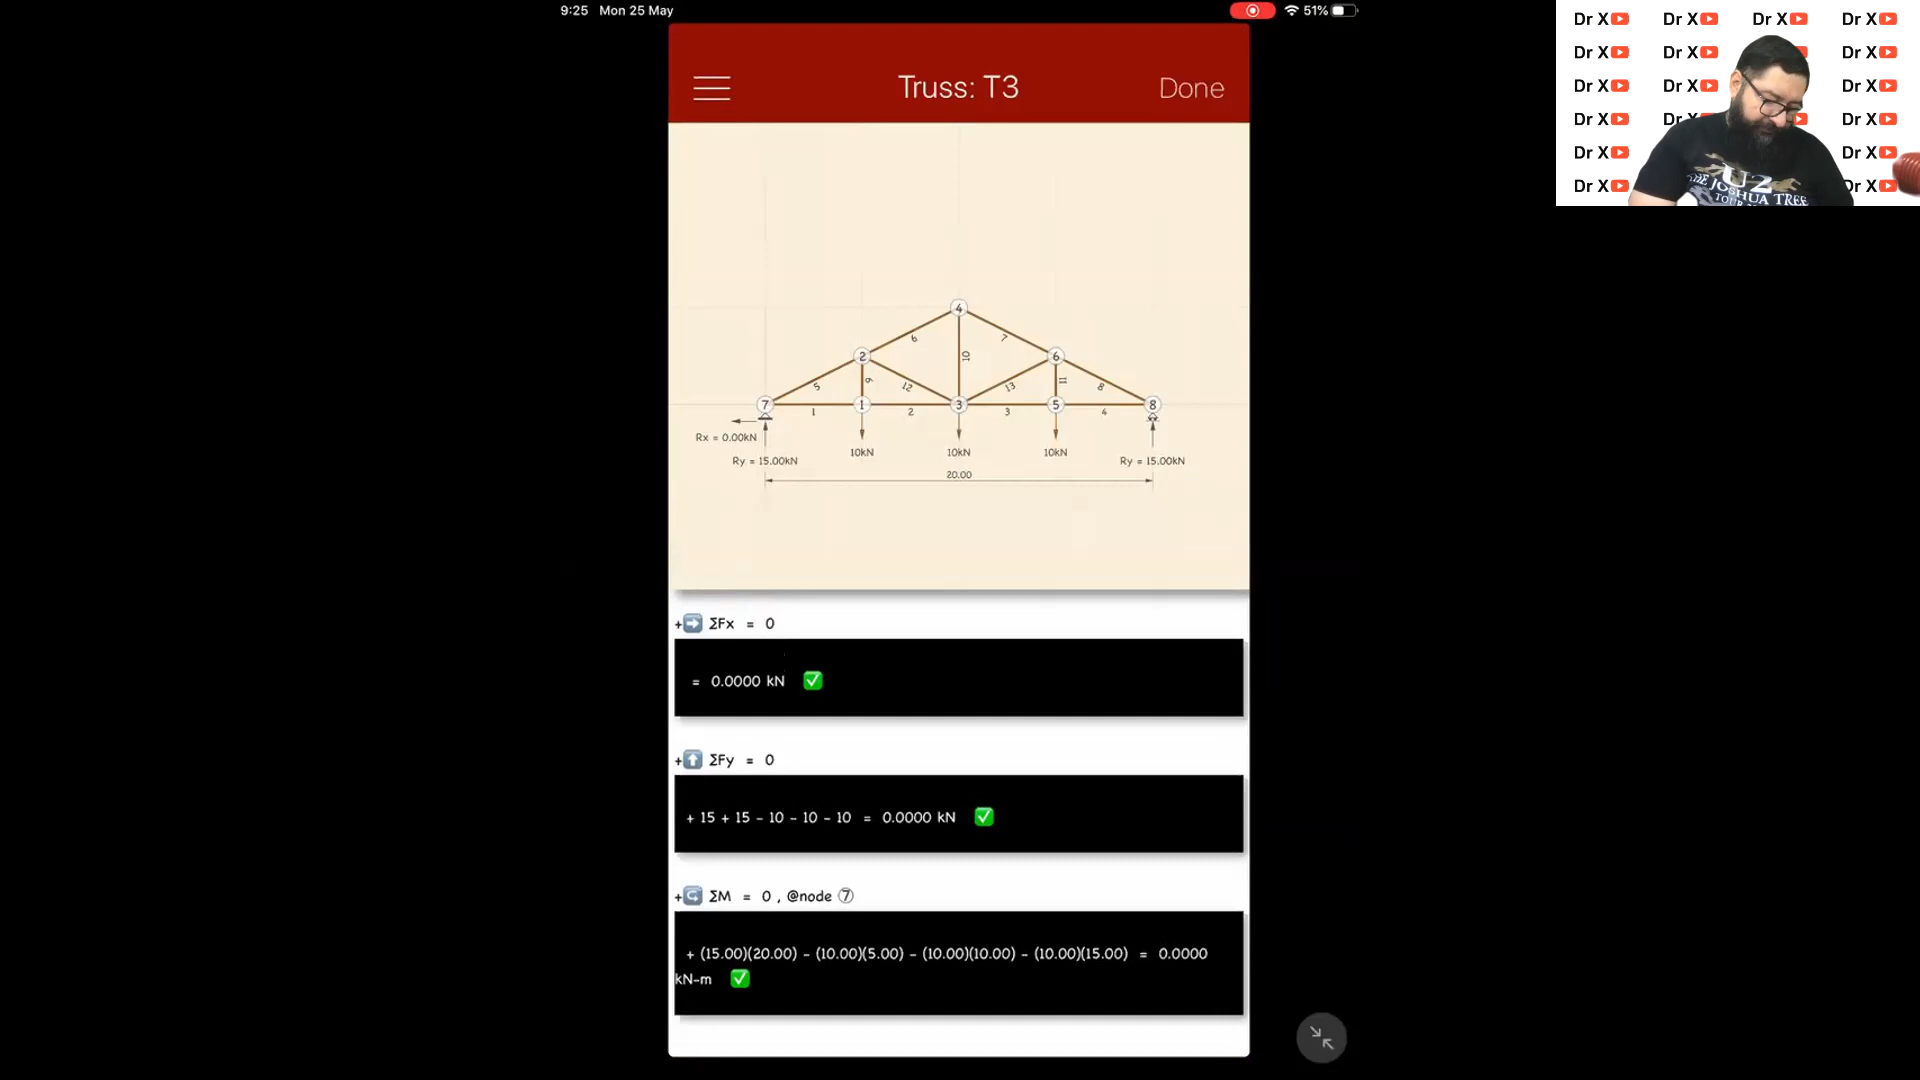 9:25 Mon 25 May
51%
Dr X Dr X Dr X Dr X
Dr X Dr X Dr X
Dr X Dr X Dr X
Dr X Dr X
Dr X Dr X
Dr X
U2
THE JOSHUA TREE
TOUR
Truss: T3
Done
4
6 7
2 10 6
5 9 12 13 11 8
7 1 3 5 8
1 2 3 4
Rx = 0.00kN
10kN 10kN 10kN
Ry = 15.00kN Ry = 15.00kN
20.00
+➡ ΣFx = 0
= 0.0000 kN ✅
+⬆ ΣFy = 0
+ 15 + 15 - 10 - 10 - 10 = 0.0000 kN ✅
+↪ ΣM = 0 , @node ⑦
+ (15.00)(20.00) - (10.00)(5.00) - (10.00)(10.00) - (10.00)(15.00) = 0.0000
kN-m ✅